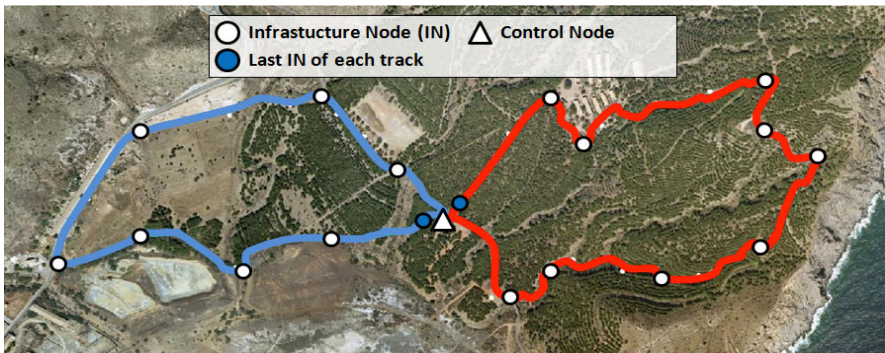 Infrastucture Node (IN)
Control Node
Last IN of each track